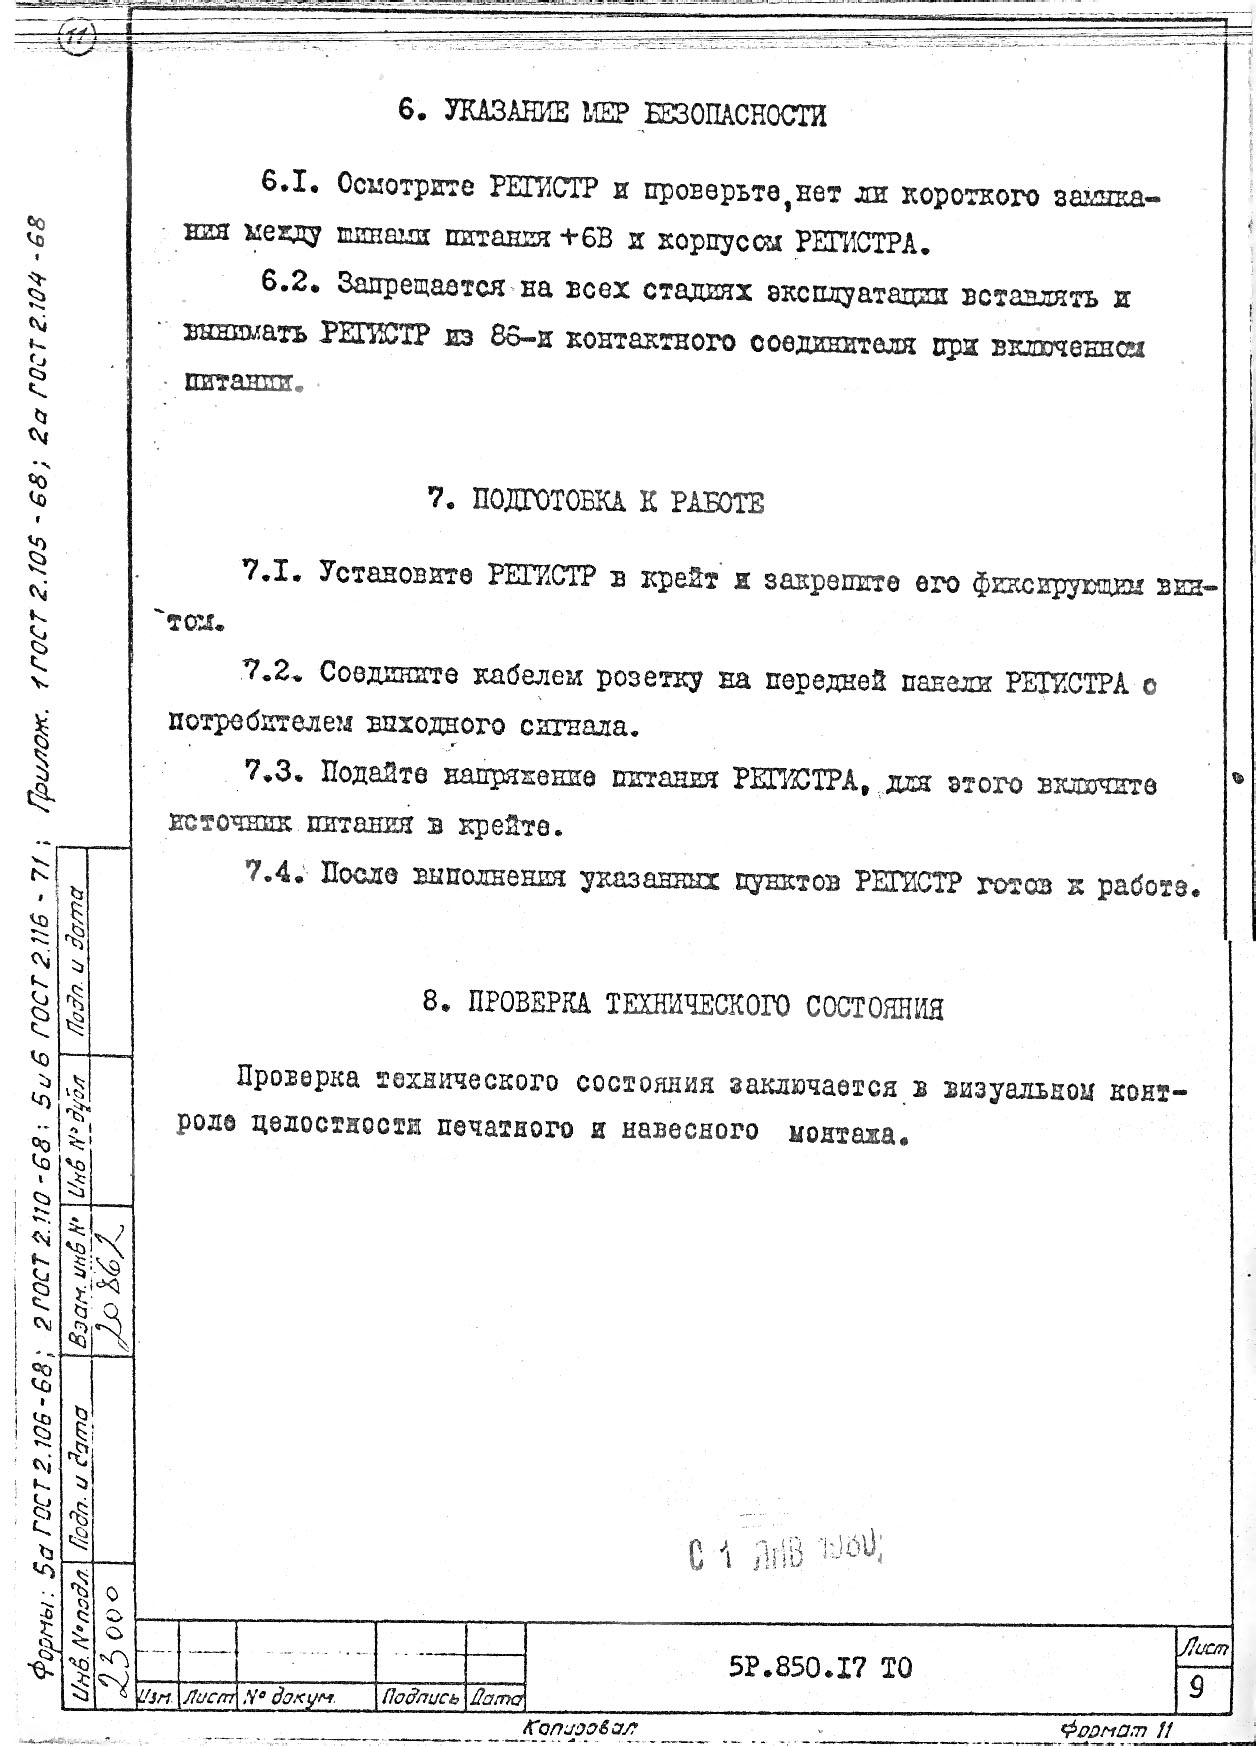 11
6. УКАЗАНИЕ МЕР БЕЗОПАСНОСТИ
6.I. Осмотрите РЕГИСТР и проверьте, нет ли короткого замыка-
ния между шинами питания +6В и корпусом РЕГИСТРА.
6.2. Запрещается на всех стадиях эксплуатации вставлять и
вынимать РЕГИСТР из 86-и контактного соединителя при включенном
питании.
7. ПОДГОТОВКА К РАБОТЕ
7.I. Установите РЕГИСТР в крейт и закрепите его фиксирующим вин-
том.
7.2. Соедините кабелем розетку на передней панели РЕГИСТРА с
потребителем выходного сигнала.
7.3. Подайте напряжение питания РЕГИСТРА, для этого включите
источник питания в крейте.
7.4. После выполнения указанных пунктов РЕГИСТР готов к работе.
8. ПРОВЕРКА ТЕХНИЧЕСКОГО СОСТОЯНИЯ
Проверка технического состояния заключается в визуальном конт-
роле целостности печатного и навесного монтажа.
Формы: 5а ГОСТ 2.106-68; 2 ГОСТ 2.110-68; 5 и 6 ГОСТ 2.116-71; Прилож. 1 ГОСТ 2.105-68; 2а ГОСТ 2.104-68
Подп. и дата
Инв № дубл
Взам. инв №
20862
Подп. и дата
Инв. № подл.
23000
С 1 ЯНВ
Изм. Лист № докум. Подпись Дата
5Р.850.I7 ТО
Лист
9
Копировал
Формат 11